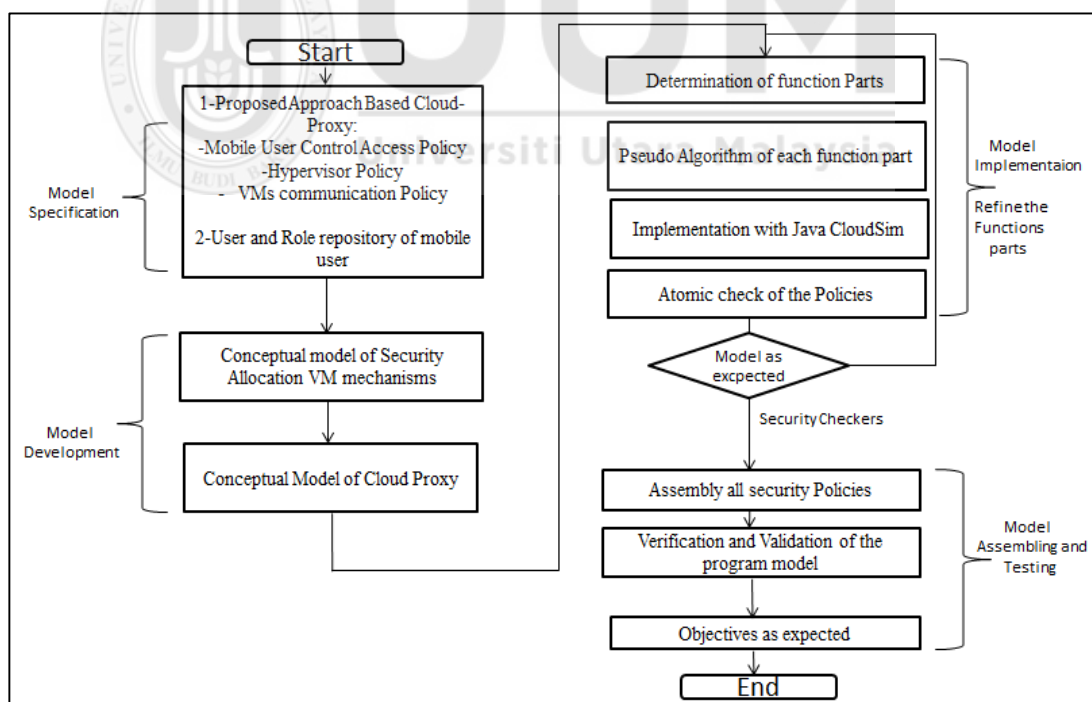 UUM
Universiti Utara Malaysia
Start
1-Proposed Approach Based Cloud-
Proxy:
-Mobile User Control Access Policy
-Hypervisor Policy
- VMs communication Policy
2-User and Role repository of mobile
user
Model
Specification
Conceptual model of Security
Allocation VM mechanisms
Conceptual Model of Cloud Proxy
Model
Development
Determination of function Parts
Pseudo Algorithm of each function part
Implementation with Java CloudSim
Atomic check of the Policies
Model
Implementaion
Refine the
Functions
parts
Model as
excpected
Security Checkers
Assembly all security Policies
Verification and Validation of the
program model
Objectives as expected
Model
Assembling and
Testing
End